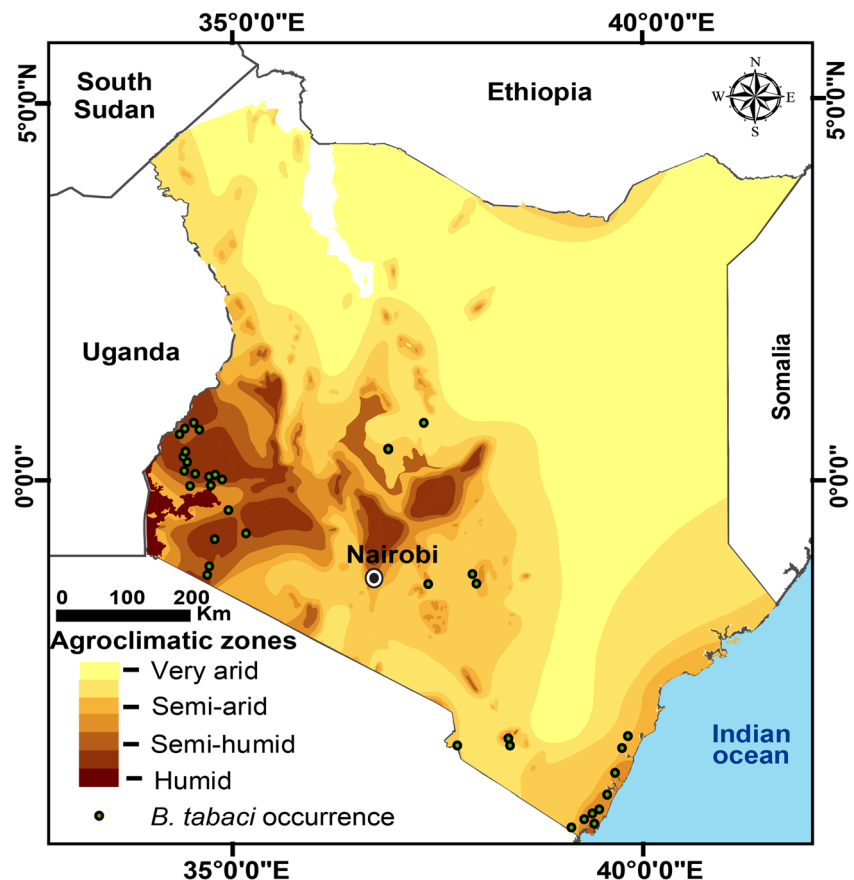 35°0'0"E 40°0'0"E
South
Sudan
Ethiopia
N
W E
S
5°0'0"N 5°0'0"N
Uganda
Somalia
0°0'0" 0°0'0"
Nairobi
0 100 200 Km
Agroclimatic zones
Very arid
Semi-arid
Semi-humid
Humid
B. tabaci occurrence
Indian
ocean
35°0'0"E 40°0'0"E